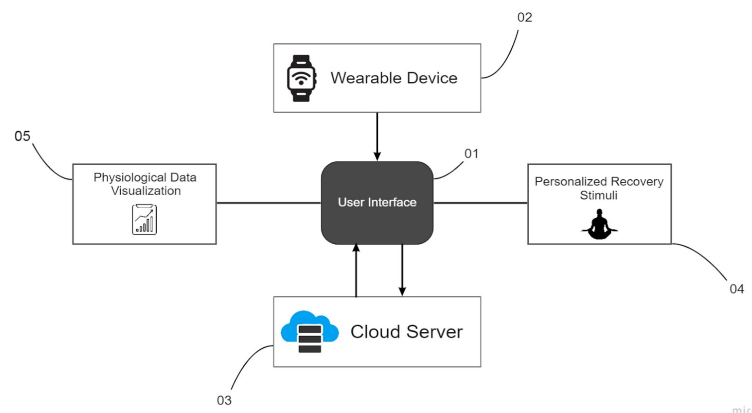 02
Wearable Device
05
01
Physiological Data
Visualization
User Interface
Personalized Recovery
Stimuli
04
Cloud Server
03